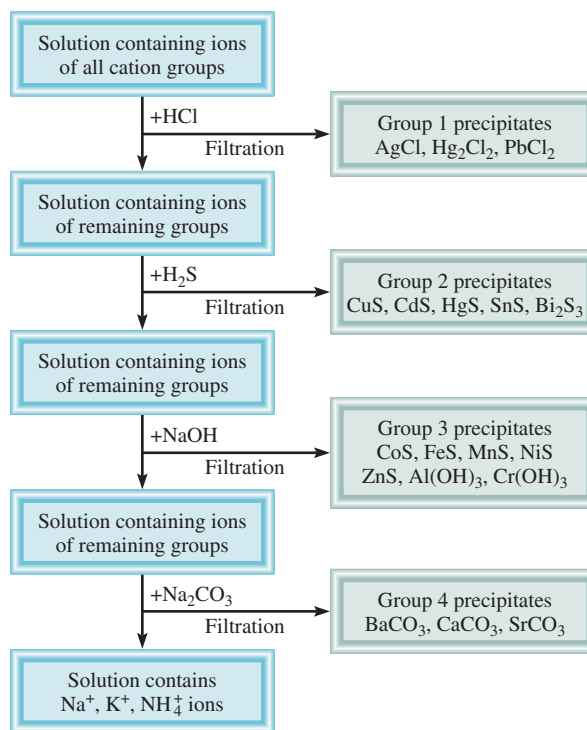 Solution containing ions
of all cation groups
+HCl
Filtration
Group 1 precipitates
AgCl, Hg₂Cl₂, PbCl₂
Solution containing ions
of remaining groups
+H₂S
Filtration
Group 2 precipitates
CuS, CdS, HgS, SnS, Bi₂S₃
Solution containing ions
of remaining groups
+NaOH
Filtration
Group 3 precipitates
CoS, FeS, MnS, NiS
ZnS, Al(OH)₃, Cr(OH)₃
Solution containing ions
of remaining groups
+Na₂CO₃
Filtration
Group 4 precipitates
BaCO₃, CaCO₃, SrCO₃
Solution contains
Na⁺, K⁺, NH₄⁺ ions